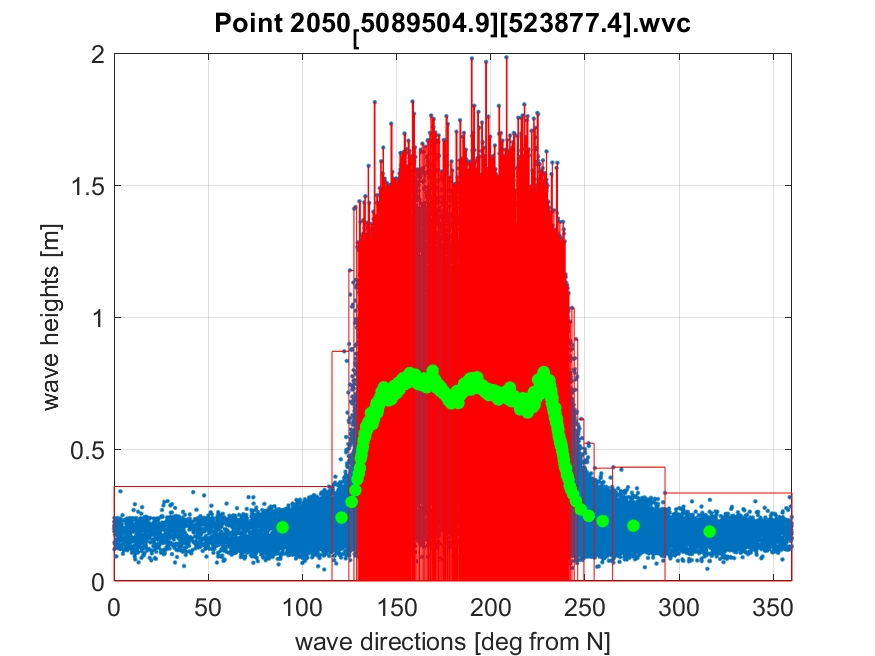 Point 2050[5089504.9][523877.4].wvc
2
1.5
1
0.5
0
wave heights [m]
0 50 100 150 200 250 300 350
wave directions [deg from N]